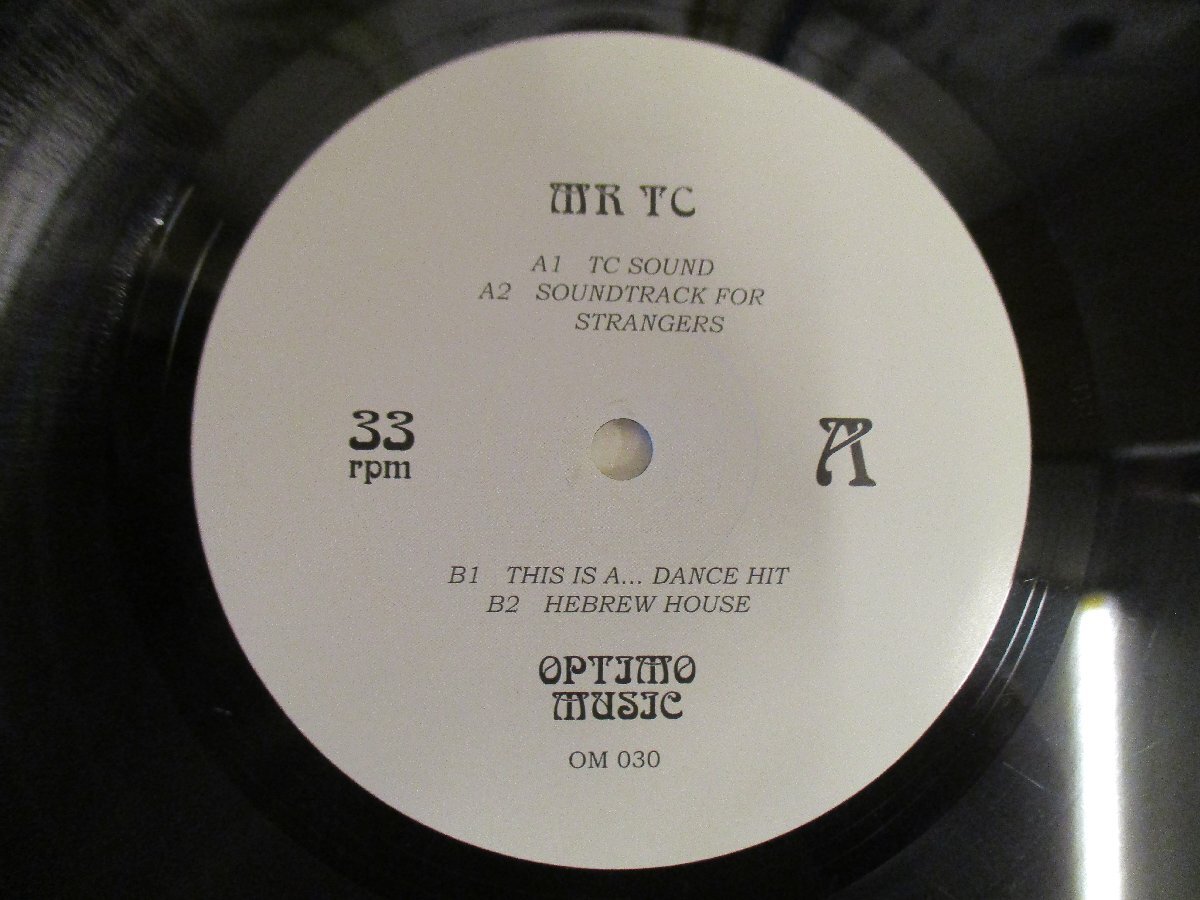 MR TC
A1 TC SOUND
A2 SOUNDTRACK FOR
STRANGERS
33
rpm
A
B1 THIS IS A... DANCE HIT
B2 HEBREW HOUSE
OPTIMO
MUSIC
OM 030